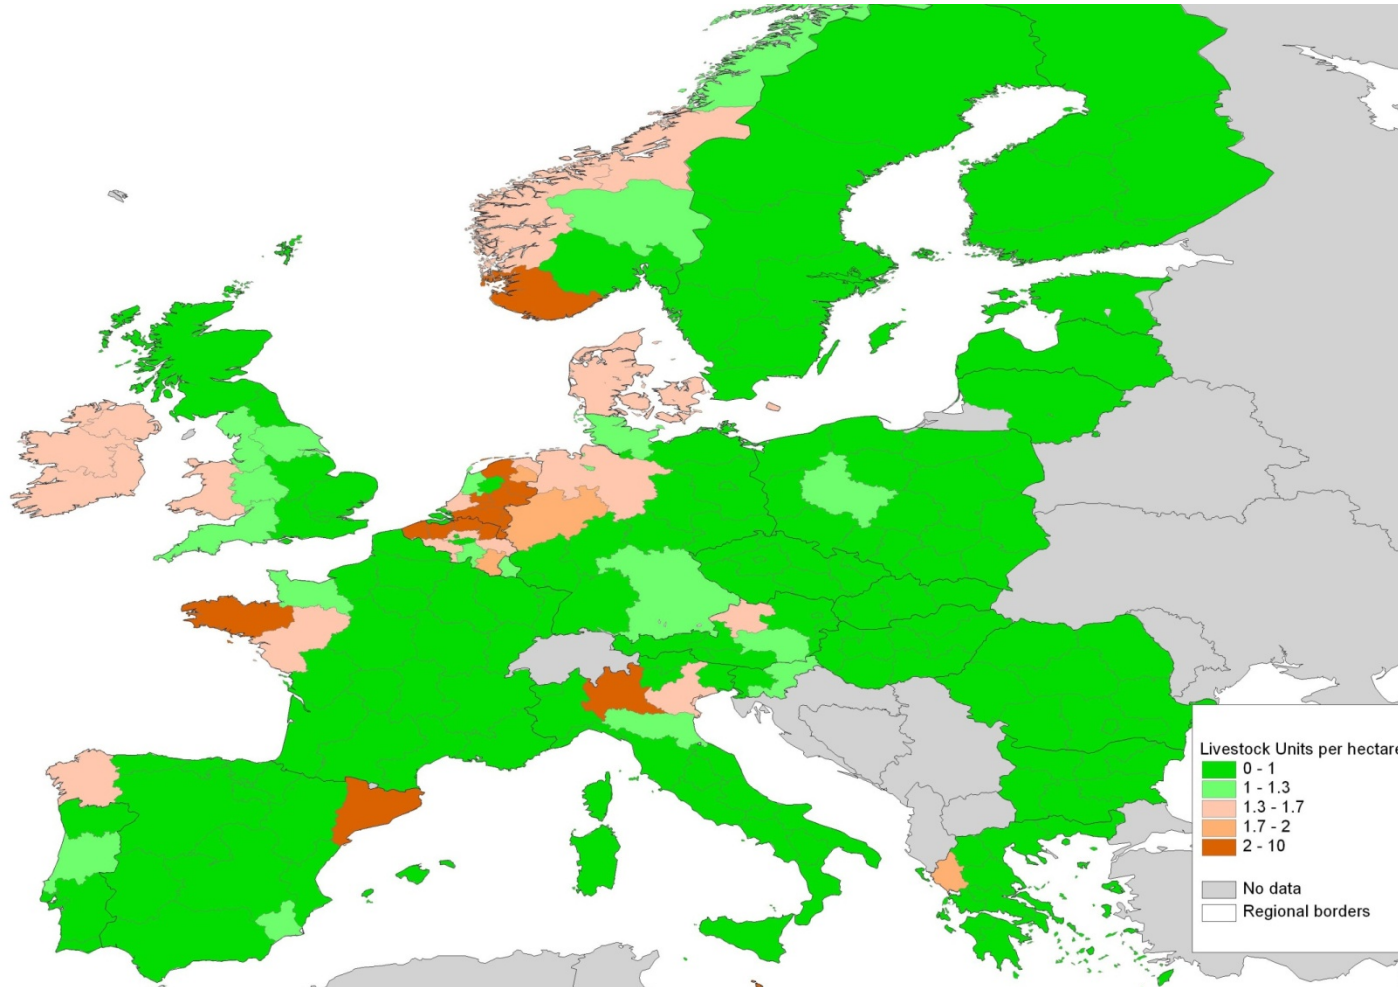 Livestock Units per hectare
0 - 1
1 - 1.3
1.3 - 1.7
1.7 - 2
2 - 10
No data
Regional borders